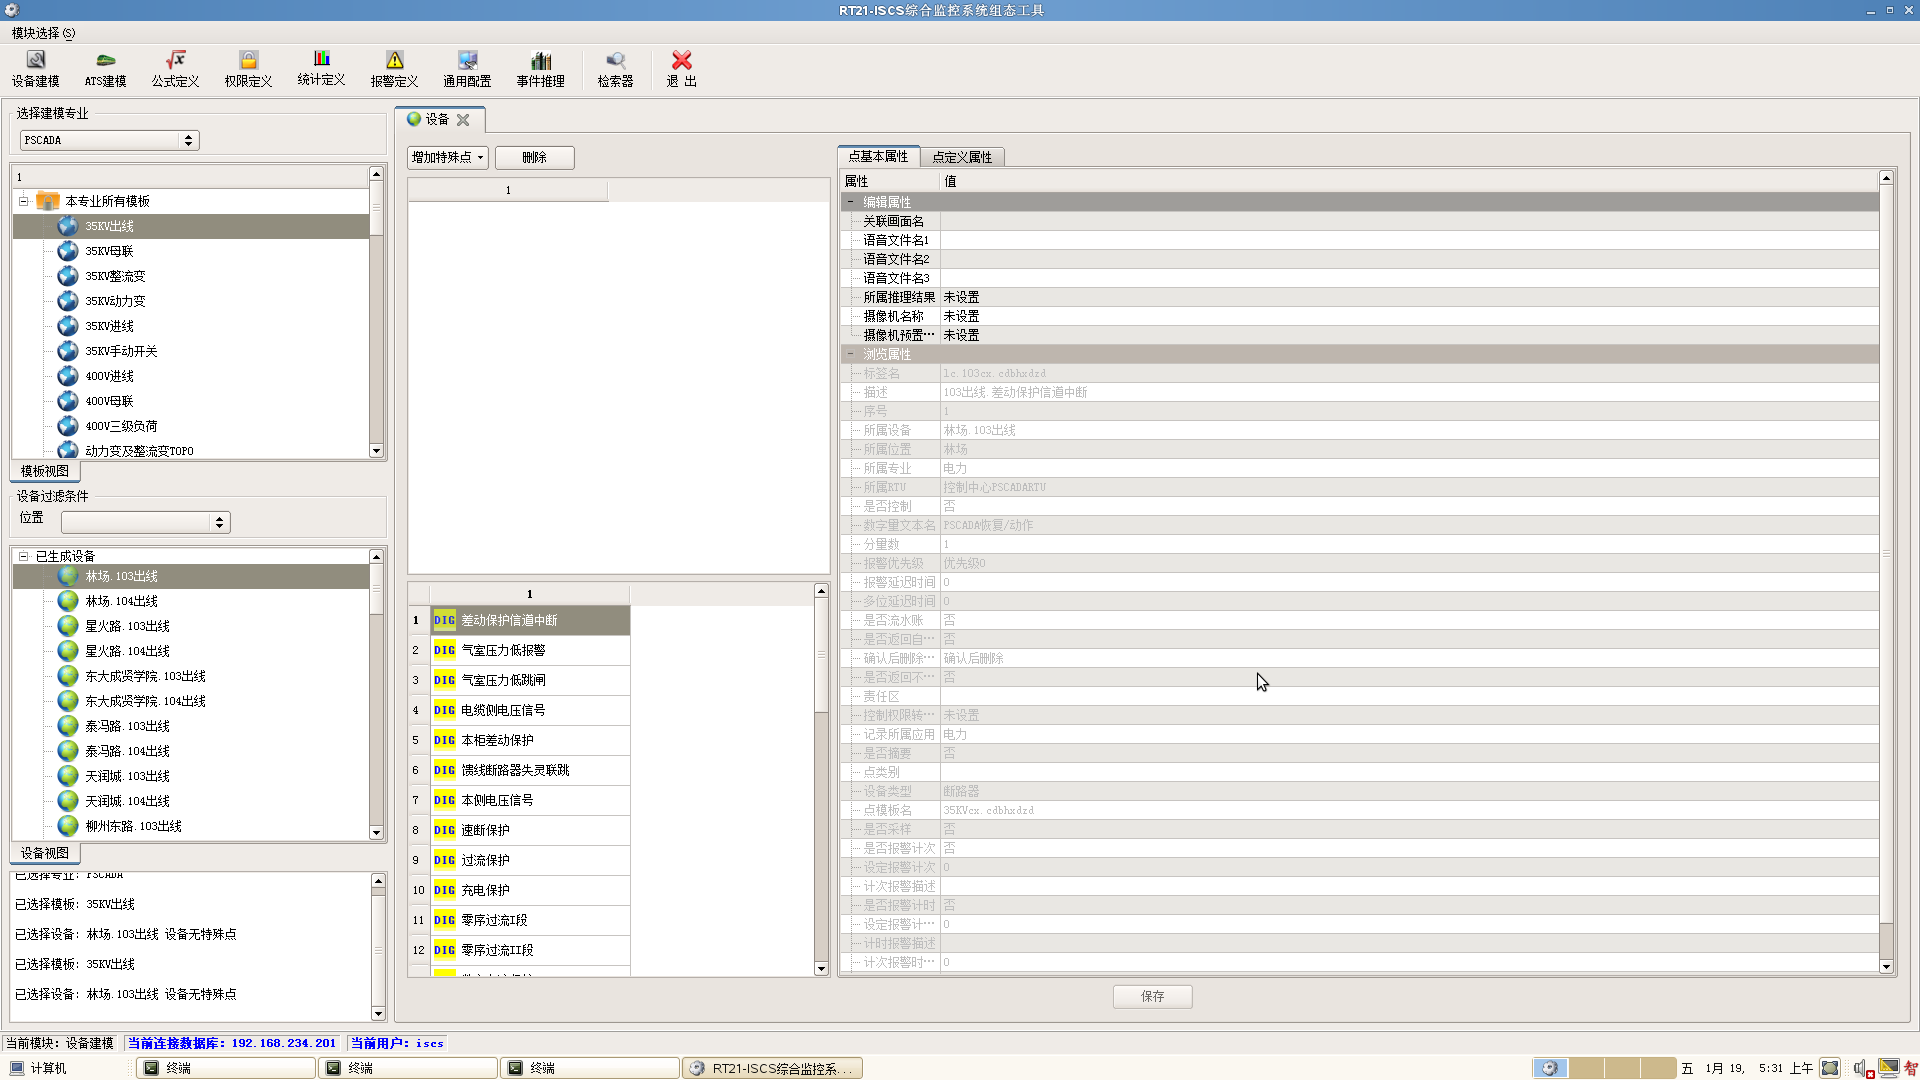 RT21-ISCS综合监控系统组态工具
模块选择 (S)
设备建模 ATS建模 公式定义 权限定义 统计定义 报警定义 通用配置 事件推理 检索器 退 出
选择建模专业
PSCADA
1
本专业所有模板
35KV出线
35KV母联
35KV整流变
35KV动力变
35KV进线
35KV手动开关
400V进线
400V母联
400V三级负荷
动力变及整流变TOPO
模板视图
设备过滤条件
位置
已生成设备
林场.103出线
林场.104出线
星火路.103出线
星火路.104出线
东大成贤学院.103出线
东大成贤学院.104出线
泰冯路.103出线
泰冯路.104出线
天润城.103出线
天润城.104出线
柳州东路.103出线
设备视图
已选择专业: PSCADA
已选择模板: 35KV出线
已选择设备: 林场.103出线 设备无特殊点
已选择模板: 35KV出线
已选择设备: 林场.103出线 设备无特殊点
设备
增加特殊点 删除
1
1
1 DIG 差动保护信道中断
2 DIG 气室压力低报警
3 DIG 气室压力低跳闸
4 DIG 电缆侧电压信号
5 DIG 本柜差动保护
6 DIG 馈线断路器失灵联跳
7 DIG 本侧电压信号
8 DIG 速断保护
9 DIG 过流保护
10 DIG 充电保护
11 DIG 零序过流I段
12 DIG 零序过流II段
点基本属性 点定义属性
属性 值
编辑属性
关联画面名
语音文件名1
语音文件名2
语音文件名3
所属推理结果 未设置
摄像机名称 未设置
摄像机预置… 未设置
浏览属性
标签名 lc.103cx.cdbhxdzd
描述 103出线.差动保护信道中断
序号 1
所属设备 林场.103出线
所属位置 林场
所属专业 电力
所属RTU 控制中心PSCADARTU
是否控制 否
数字量文本名 PSCADA恢复/动作
分量数 1
报警优先级 优先级0
报警延迟时间 0
多位延迟时间 0
是否流水账 否
是否返回自… 否
确认后删除… 确认后删除
是否返回不… 否
责任区
控制权限转… 未设置
记录所属应用 电力
是否摘要 否
点类别
设备类型 断路器
点模板名 35KVcx.cdbhxdzd
是否采样 否
是否报警计次 否
设定报警计次 0
计次报警描述
是否报警计时 否
设定报警计… 0
计时报警描述
计次报警时… 0
保存
当前模块: 设备建模 当前连接数据库: 192.168.234.201 当前用户: iscs
计算机 终端 终端 终端 RT21-ISCS综合监控系... 五 1月 19, 5:31 上午 智